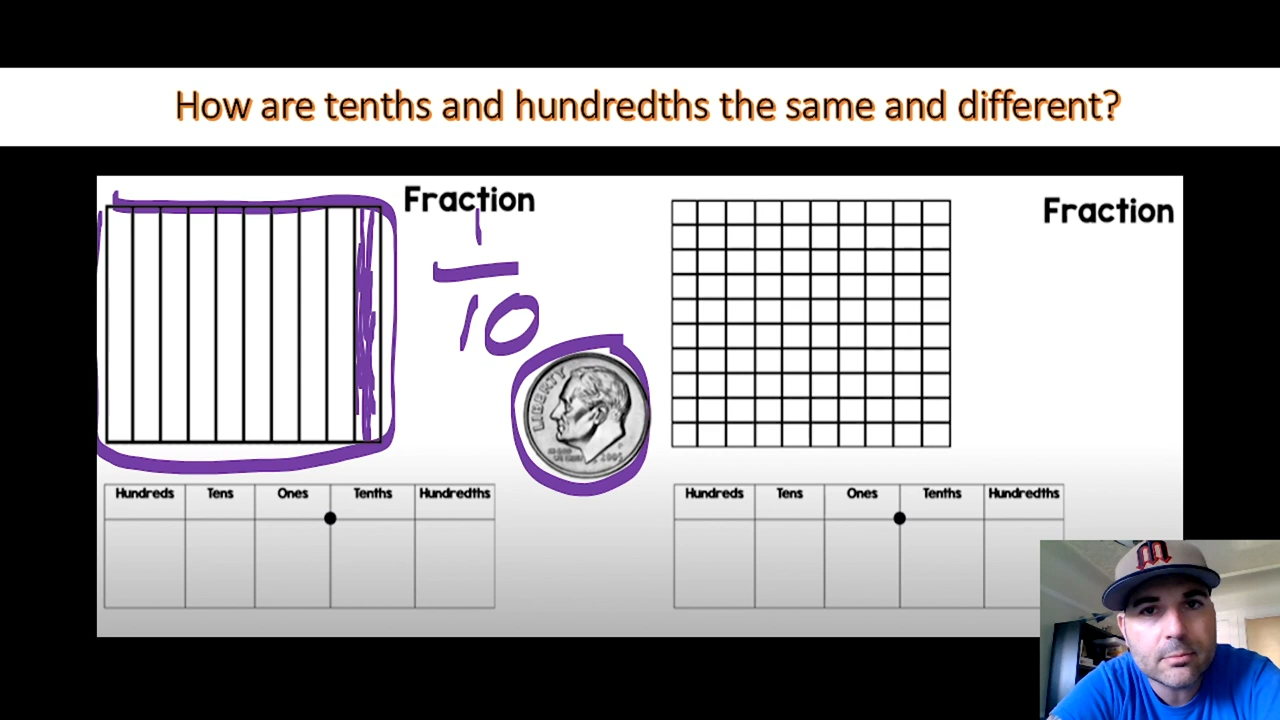 How are tenths and hundredths the same and different?
Fraction
1
10
LIBERTY
2005
Hundreds Tens Ones Tenths Hundredths
Fraction
Hundreds Tens Ones Tenths Hundredths
M